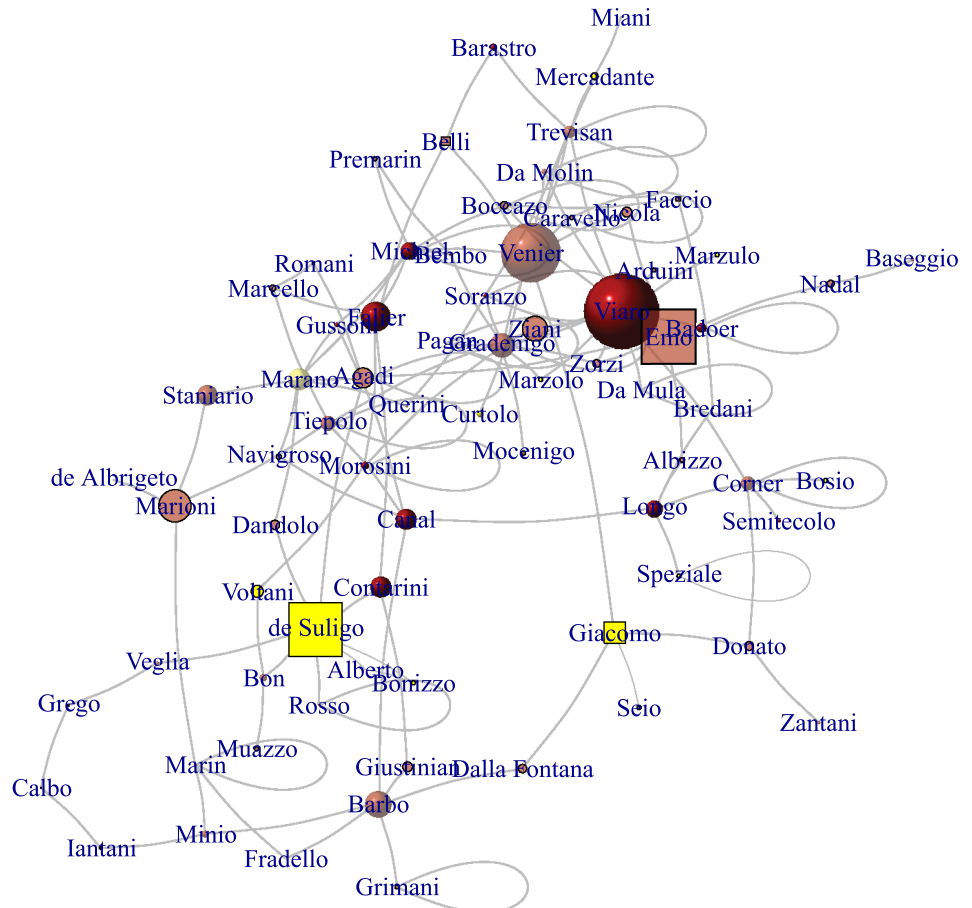 Miani
Barastro
Mercadante
Trevisan
Belli
Premarin
Da Molin
Faccio
Boccazo
Nicola
Caravello
Michiel
Bembo
Venier
Marzulo
Baseggio
Romani
Arduini
Nadal
Marcello
Soranzo
Viaro
Falier
Gussoni
Ziani
Badoer
Emo
Pagan
Gradenigo
Zorzi
Marano
Agadi
Marzolo
Da Mula
Staniario
Querini
Bredani
Curtolo
Tiepolo
Mocenigo
Navigroso
Morosini
Albizzo
de Albrigeto
Bosio
Corner
Marioni
Longo
Canal
Semitecolo
Dandolo
Speziale
Contarini
Voltani
de Suligo
Giacomo
Donato
Veglia
Alberto
Bon
Bonizzo
Grego
Rosso
Seio
Zantani
Muazzo
Marin
Giustinian
Dalla Fontana
Calbo
Barbo
Minio
Iantani
Fradello
Grimani